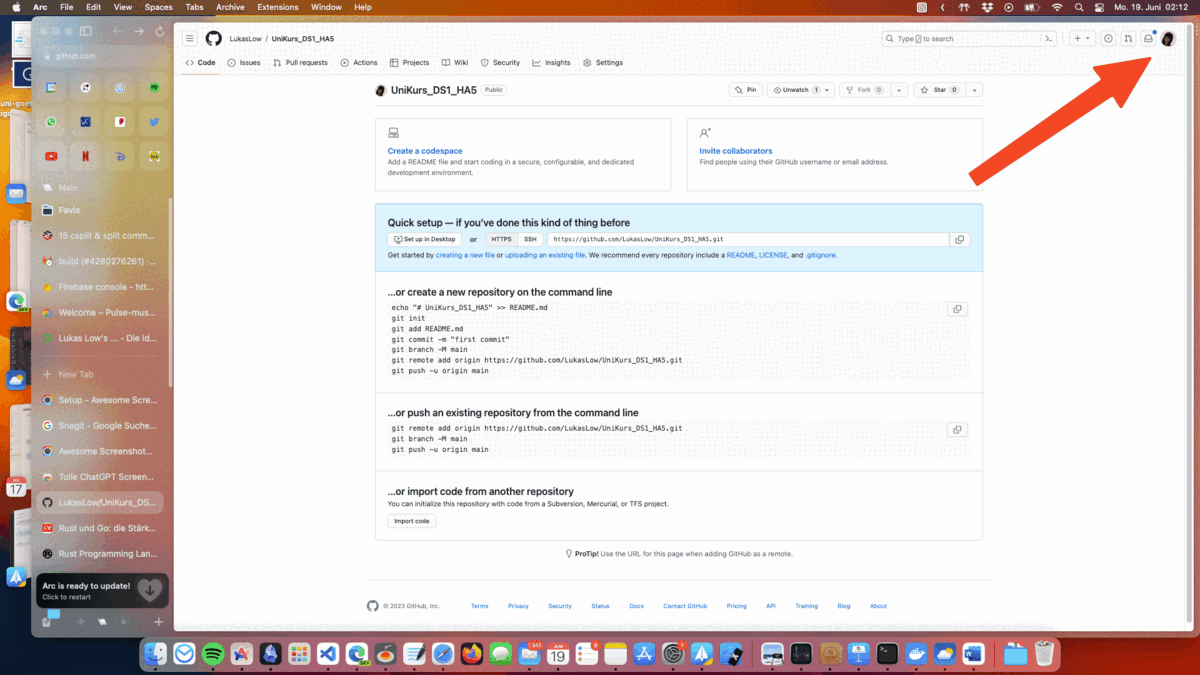 Arc File Edit View Spaces Tabs Archive Extensions Window Help
Mo. 19. Juni 02:12
github.com
Main
Favis
15 csplit & split comm...
build (#4280276261) ·...
Firebase console - htt...
Welcome – Pulse-mus...
Lukas Low's ... - Die Id...
New Tab
Setup - Awesome Scre...
Snagit - Google Suche...
Awesome Screenshot...
Tolle ChatGPT Screen...
LukasLow/UniKurs_DS...
Rust und Go: die Stärk...
Rust Programming Lan...
Arc is ready to update!
Click to restart
LukasLow / UniKurs_DS1_HA5
Type / to search
Code Issues Pull requests Actions Projects Wiki Security Insights Settings
UniKurs_DS1_HA5 Public
Pin Unwatch 1 Fork 0 Star 0
Create a codespace
Add a README file and start coding in a secure, configurable, and dedicated
development environment.
Invite collaborators
Find people using their GitHub username or email address.
Quick setup — if you've done this kind of thing before
Set up in Desktop or HTTPS SSH https://github.com/LukasLow/UniKurs_DS1_HA5.git
Get started by creating a new file or uploading an existing file. We recommend every repository include a README, LICENSE, and .gitignore.
...or create a new repository on the command line
echo "# UniKurs_DS1_HA5" >> README.md
git init
git add README.md
git commit -m "first commit"
git branch -M main
git remote add origin https://github.com/LukasLow/UniKurs_DS1_HA5.git
git push -u origin main
...or push an existing repository from the command line
git remote add origin https://github.com/LukasLow/UniKurs_DS1_HA5.git
git branch -M main
git push -u origin main
...or import code from another repository
You can initialize this repository with code from a Subversion, Mercurial, or TFS project.
Import code
ProTip! Use the URL for this page when adding GitHub as a remote.
© 2023 GitHub, Inc. Terms Privacy Security Status Docs Contact GitHub Pricing API Training Blog About
17
19